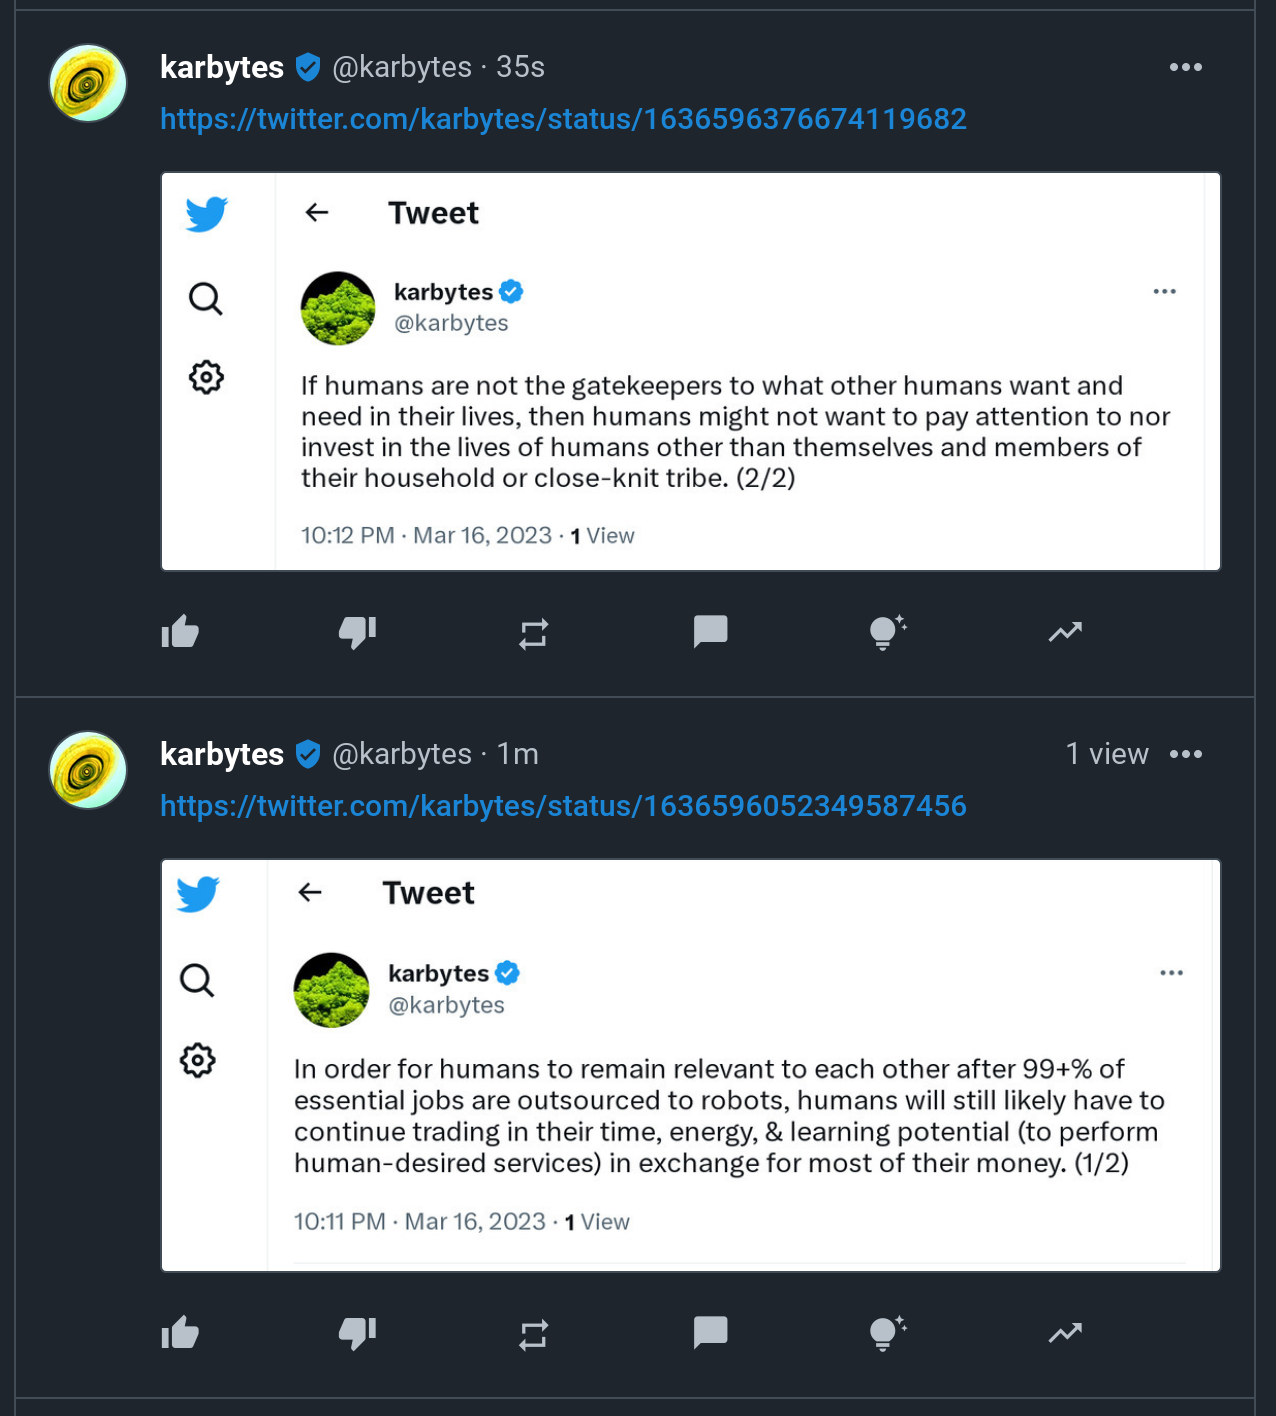 karbytes @karbytes · 35s
https://twitter.com/karbytes/status/1636596376674119682
Tweet
karbytes
@karbytes
If humans are not the gatekeepers to what other humans want and
need in their lives, then humans might not want to pay attention to nor
invest in the lives of humans other than themselves and members of
their household or close-knit tribe. (2/2)
10:12 PM · Mar 16, 2023 · 1 View
karbytes @karbytes · 1m 1 view
https://twitter.com/karbytes/status/1636596052349587456
Tweet
karbytes
@karbytes
In order for humans to remain relevant to each other after 99+% of
essential jobs are outsourced to robots, humans will still likely have to
continue trading in their time, energy, & learning potential (to perform
human-desired services) in exchange for most of their money. (1/2)
10:11 PM · Mar 16, 2023 · 1 View